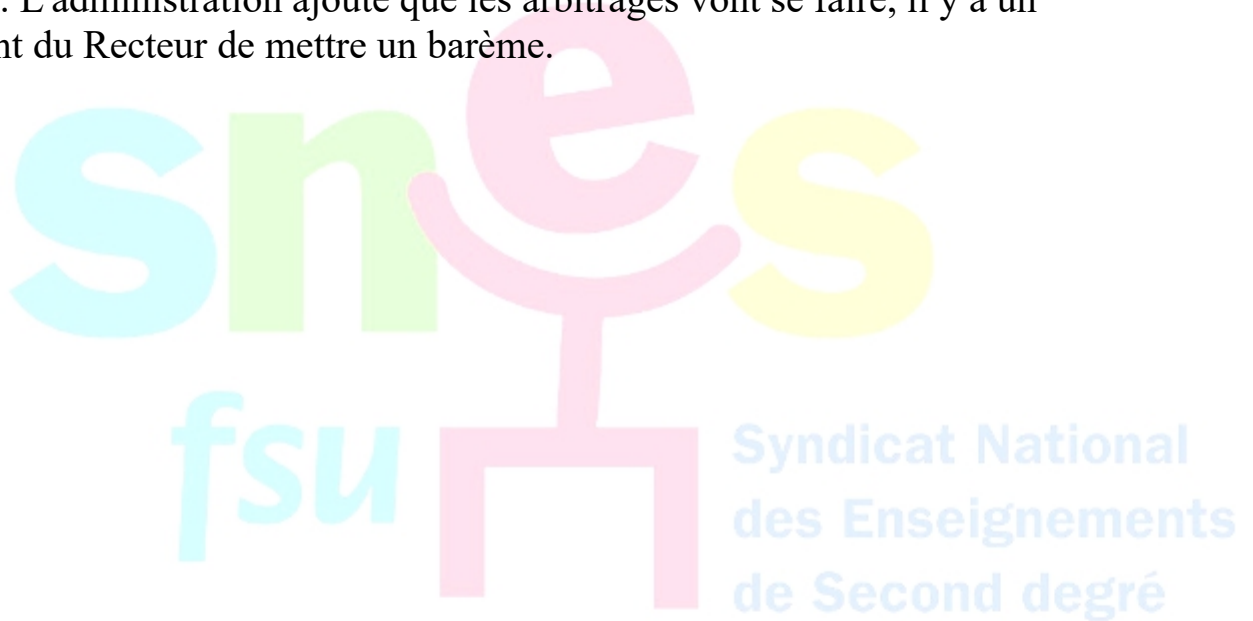 . L'administration ajoute que les arbitrages vont se faire, il y a un
nt du Recteur de mettre un barème.
snes
fsu
Syndicat National
des Enseignements
de Second degré